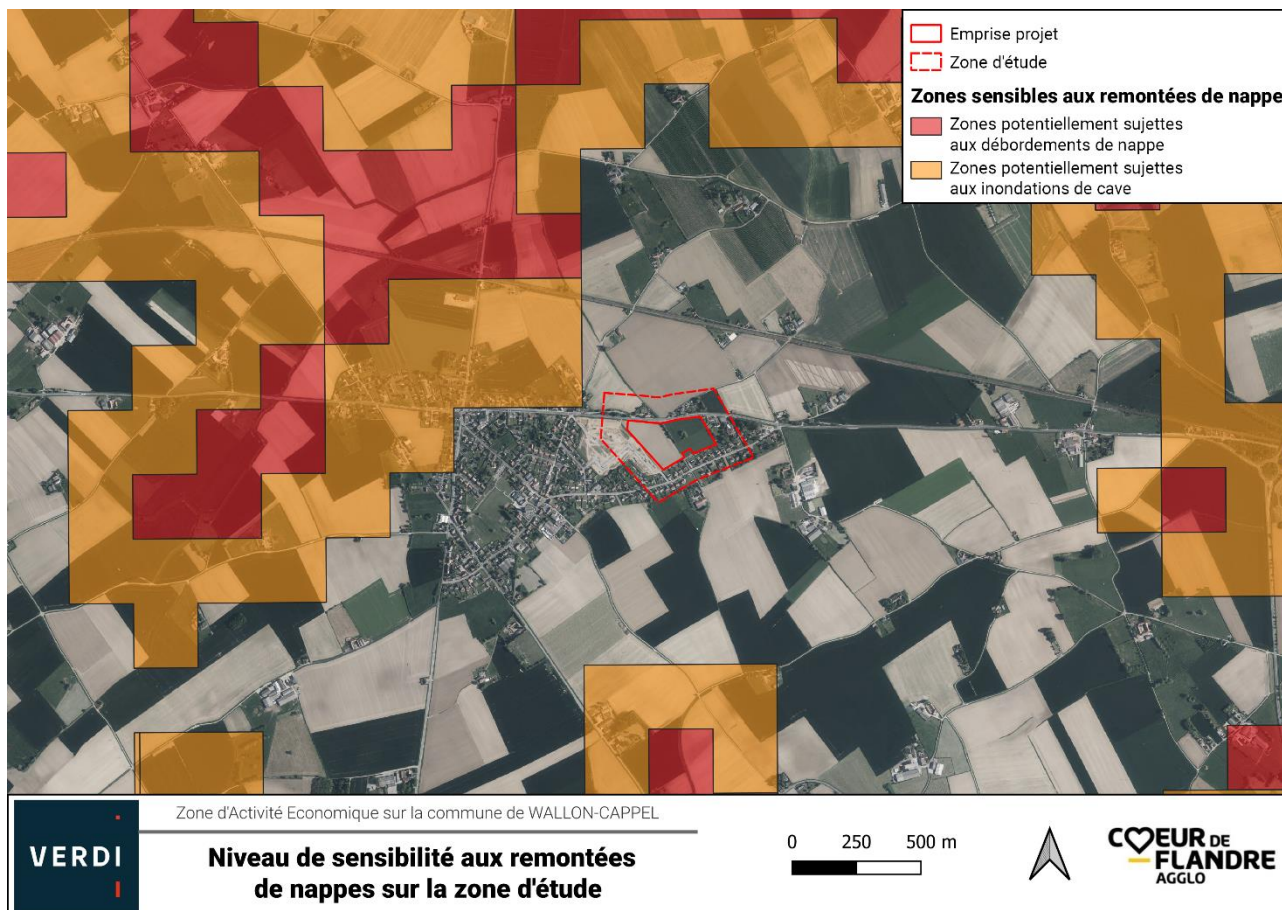 Emprise projet
Zone d'étude
Zones sensibles aux remontées de nappe
Zones potentiellement sujettes
aux débordements de nappe
Zones potentiellement sujettes
aux inondations de cave
VERDI
Zone d'Activité Economique sur la commune de WALLON-CAPPEL
Niveau de sensibilité aux remontées
de nappes sur la zone d'étude
0 250 500 m
CŒUR DE
FLANDRE
AGGLO